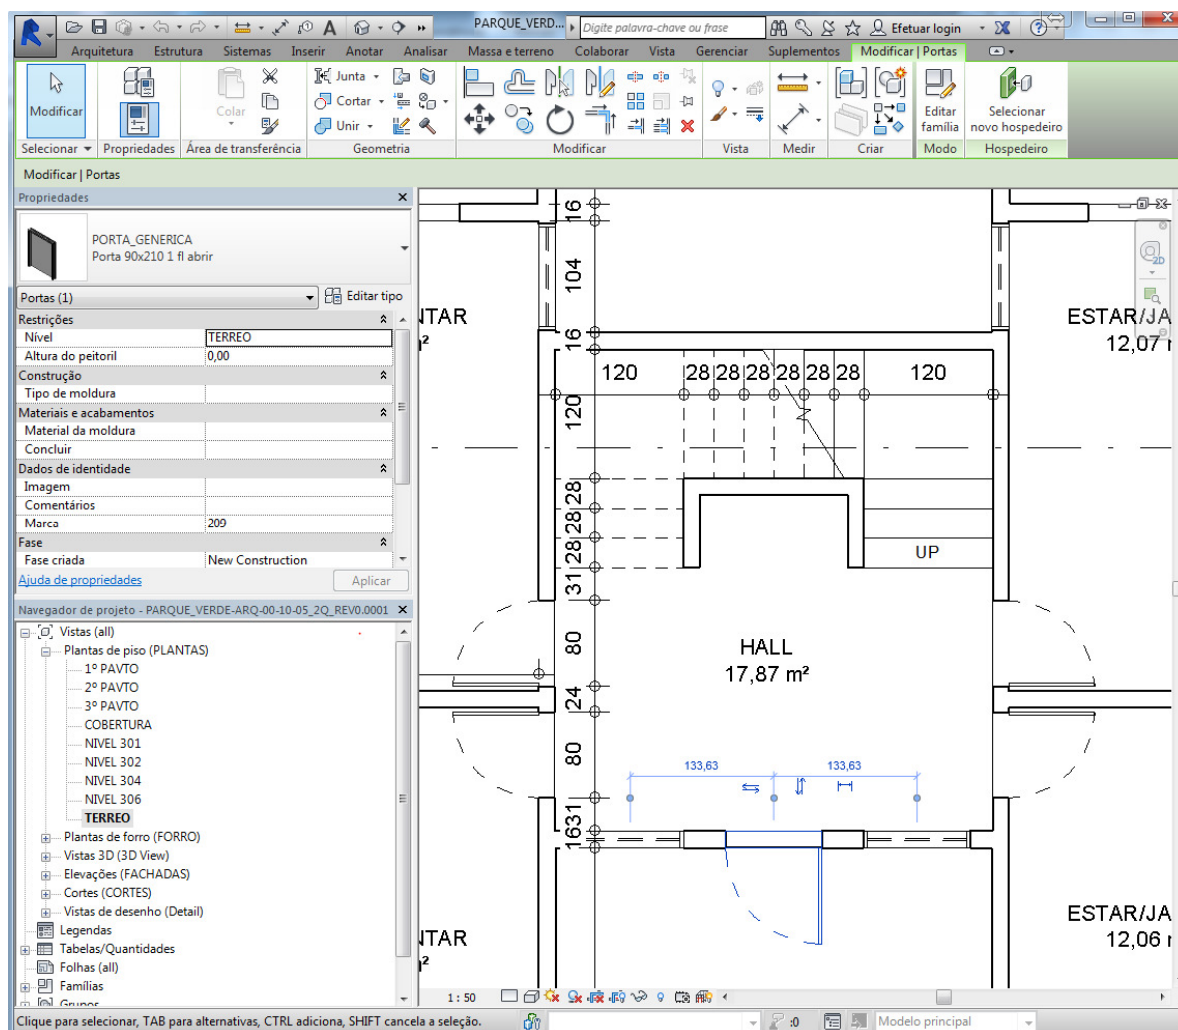 PARQUE_VERD...
Digite palavra-chave ou frase
Efetuar login
Arquitetura Estrutura Sistemas Inserir Anotar Analisar Massa e terreno Colaborar Vista Gerenciar Suplementos Modificar | Portas
Modificar
Colar
Junta
Cortar
Unir
Editar família
Selecionar novo hospedeiro
Selecionar Propriedades Área de transferência Geometria Modificar Vista Medir Criar Modo Hospedeiro
Modificar | Portas
Propriedades
PORTA_GENERICA
Porta 90x210 1 fl abrir
Portas (1) Editar tipo
Restrições
Nível TERREO
Altura do peitoril 0,00
Construção
Tipo de moldura
Materiais e acabamentos
Material da moldura
Concluir
Dados de identidade
Imagem
Comentários
Marca 209
Fase
Fase criada New Construction
Ajuda de propriedades Aplicar
Navegador de projeto - PARQUE_VERDE-ARQ-00-10-05_2Q_REV0.0001
Vistas (all)
Plantas de piso (PLANTAS)
1º PAVTO
2º PAVTO
3º PAVTO
COBERTURA
NIVEL 301
NIVEL 302
NIVEL 304
NIVEL 306
TERREO
Plantas de forro (FORRO)
Vistas 3D (3D View)
Elevações (FACHADAS)
Cortes (CORTES)
Vistas de desenho (Detail)
Legendas
Tabelas/Quantidades
Folhas (all)
Famílias
Grupos
16
104
16
120
28
28
28
31
80
24
80
31
16
120 28 28 28 28 28 28 120
UP
HALL
17,87 m²
133,63 133,63
NTAR
m²
ESTAR/JA
12,07
2D
NTAR
m²
ESTAR/JA
12,06
1 : 50
Clique para selecionar, TAB para alternativas, CTRL adiciona, SHIFT cancela a seleção.
:0
Modelo principal